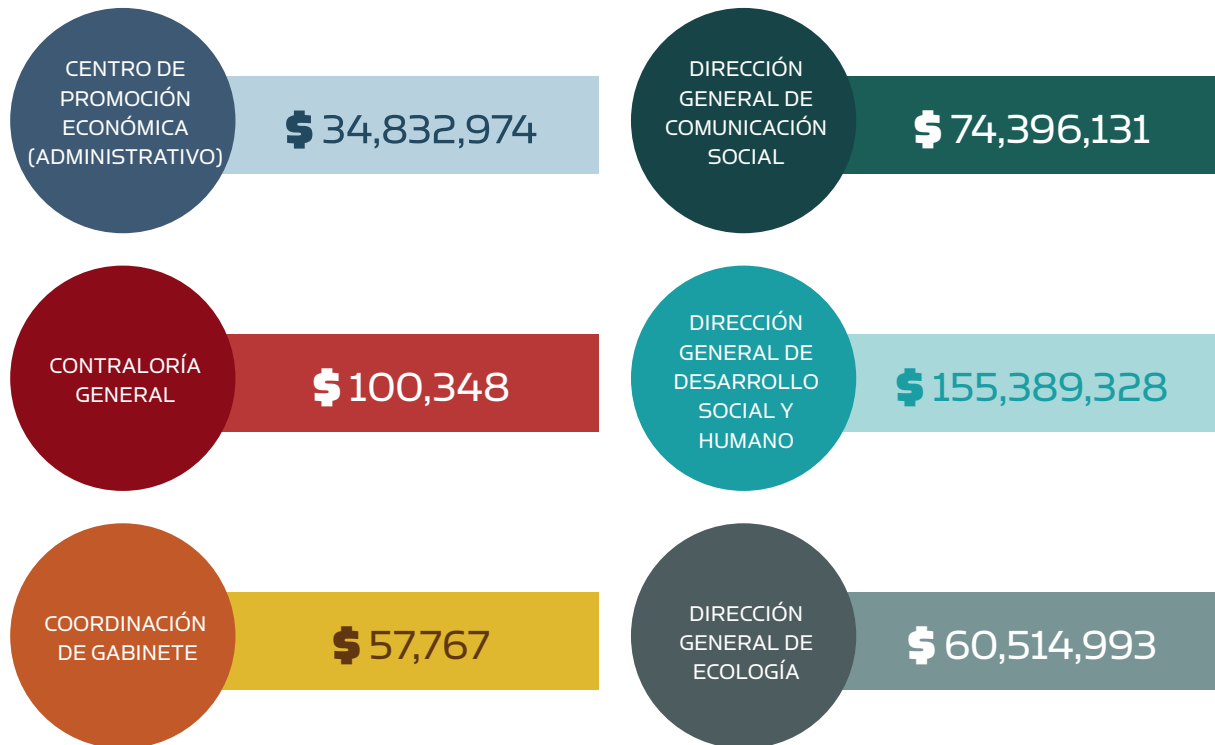 CENTRO DE
PROMOCIÓN
ECONÓMICA
(ADMINISTRATIVO)
$ 34,832,974
DIRECCIÓN
GENERAL DE
COMUNICACIÓN
SOCIAL
$ 74,396,131
CONTRALORÍA
GENERAL
$ 100,348
DIRECCIÓN
GENERAL DE
DESARROLLO
SOCIAL Y
HUMANO
$ 155,389,328
COORDINACIÓN
DE GABINETE
$ 57,767
DIRECCIÓN
GENERAL DE
ECOLOGÍA
$ 60,514,993